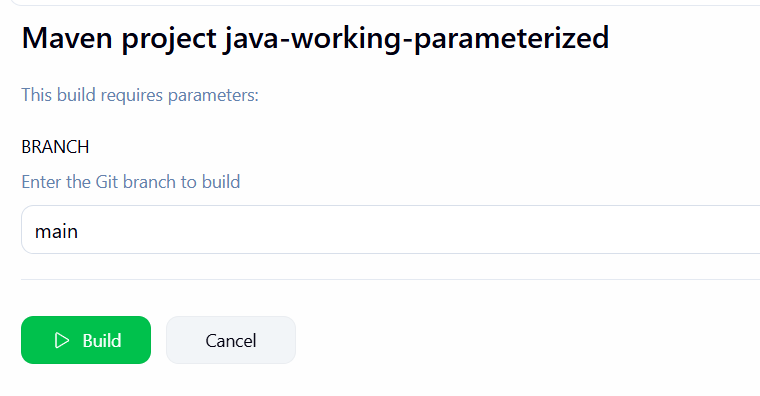 Maven project java-working-parameterized
This build requires parameters:
BRANCH
Enter the Git branch to build
main
Build
Cancel